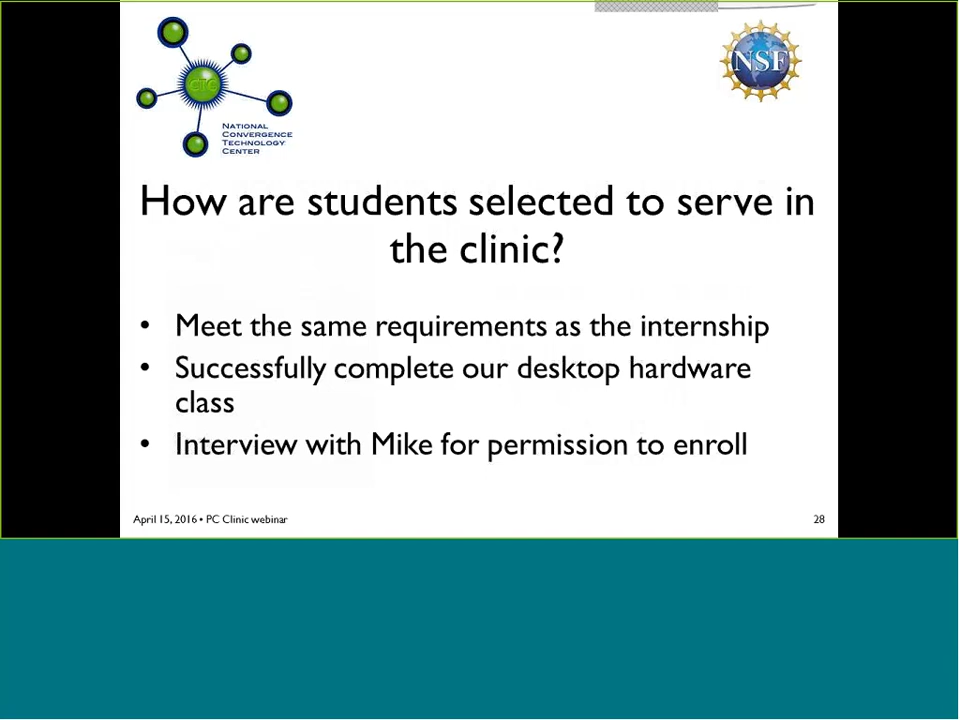 CTC
NSF
NATIONAL
CONVERGENCE
TECHNOLOGY
CENTER
How are students selected to serve in
the clinic?
• Meet the same requirements as the internship
• Successfully complete our desktop hardware
class
• Interview with Mike for permission to enroll
April 15, 2016 • PC Clinic webinar
28